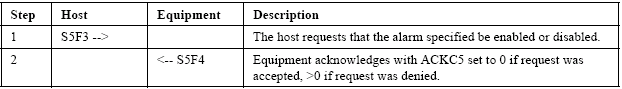 Step Host Equipment Description
1 S5F3 --> The host requests that the alarm specified be enabled or disabled.
2 <-- S5F4 Equipment acknowledges with ACKC5 set to 0 if request was
accepted, >0 if request was denied.